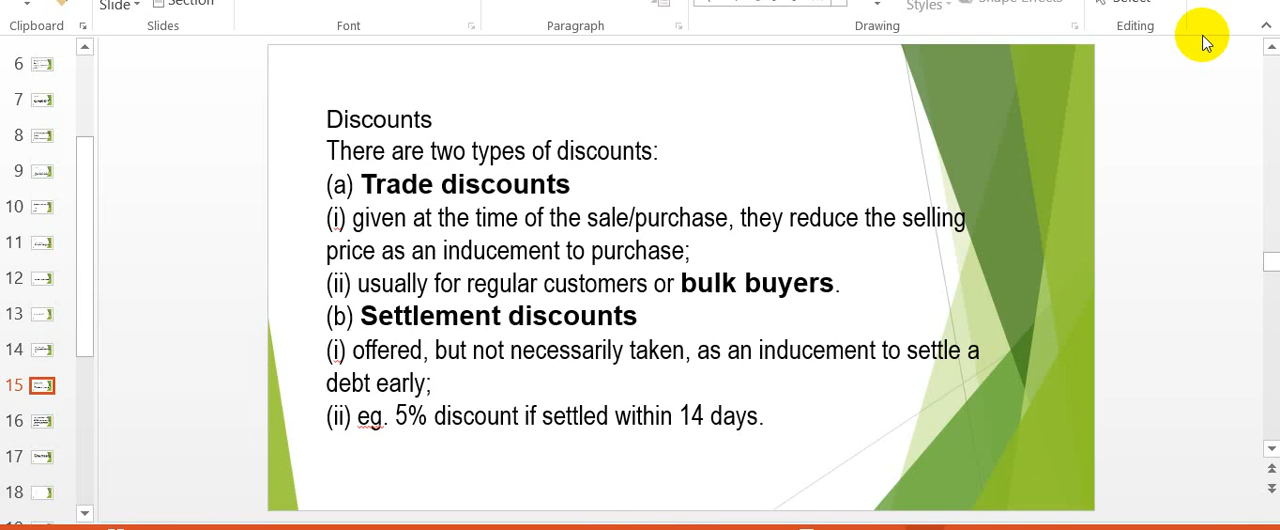 Slide
Section
Styles
Shape Effects
Select
Clipboard
Slides
Font
Paragraph
Drawing
Editing
6
7
8
9
10
11
12
13
14
15
16
17
18
Discounts
There are two types of discounts:
(a) Trade discounts
(i) given at the time of the sale/purchase, they reduce the selling
price as an inducement to purchase;
(ii) usually for regular customers or bulk buyers.
(b) Settlement discounts
(i) offered, but not necessarily taken, as an inducement to settle a
debt early;
(ii) eg. 5% discount if settled within 14 days.